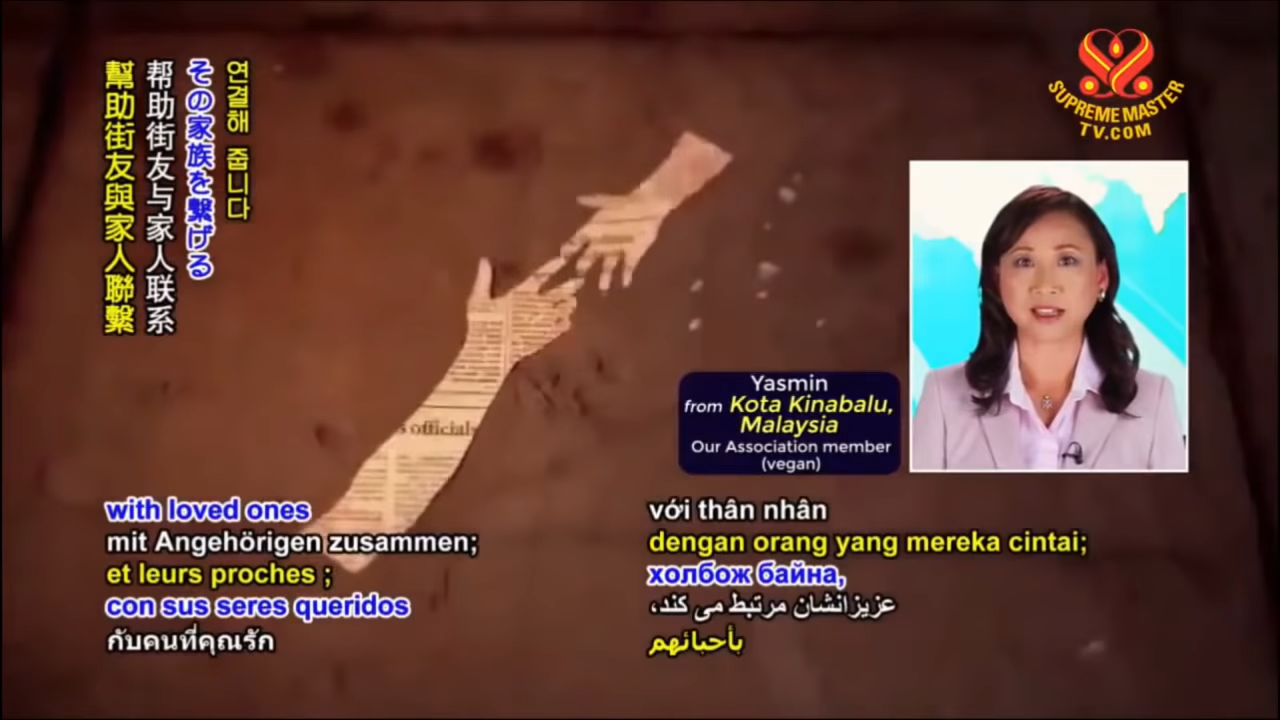 연결해 줍니다
その家族を繋げる
帮助街友与家人联系
幫助街友與家人聯繫
SUPREME MASTER
TV.COM
s officials
Yasmin
from Kota Kinabalu,
Malaysia
Our Association member
(vegan)
with loved ones
mit Angehörigen zusammen;
et leurs proches ;
con sus seres queridos
กับคนที่คุณรัก
với thân nhân
dengan orang yang mereka cintai;
холбож байна,
عزیزانشان مرتبط می کند،
بأحبائهم